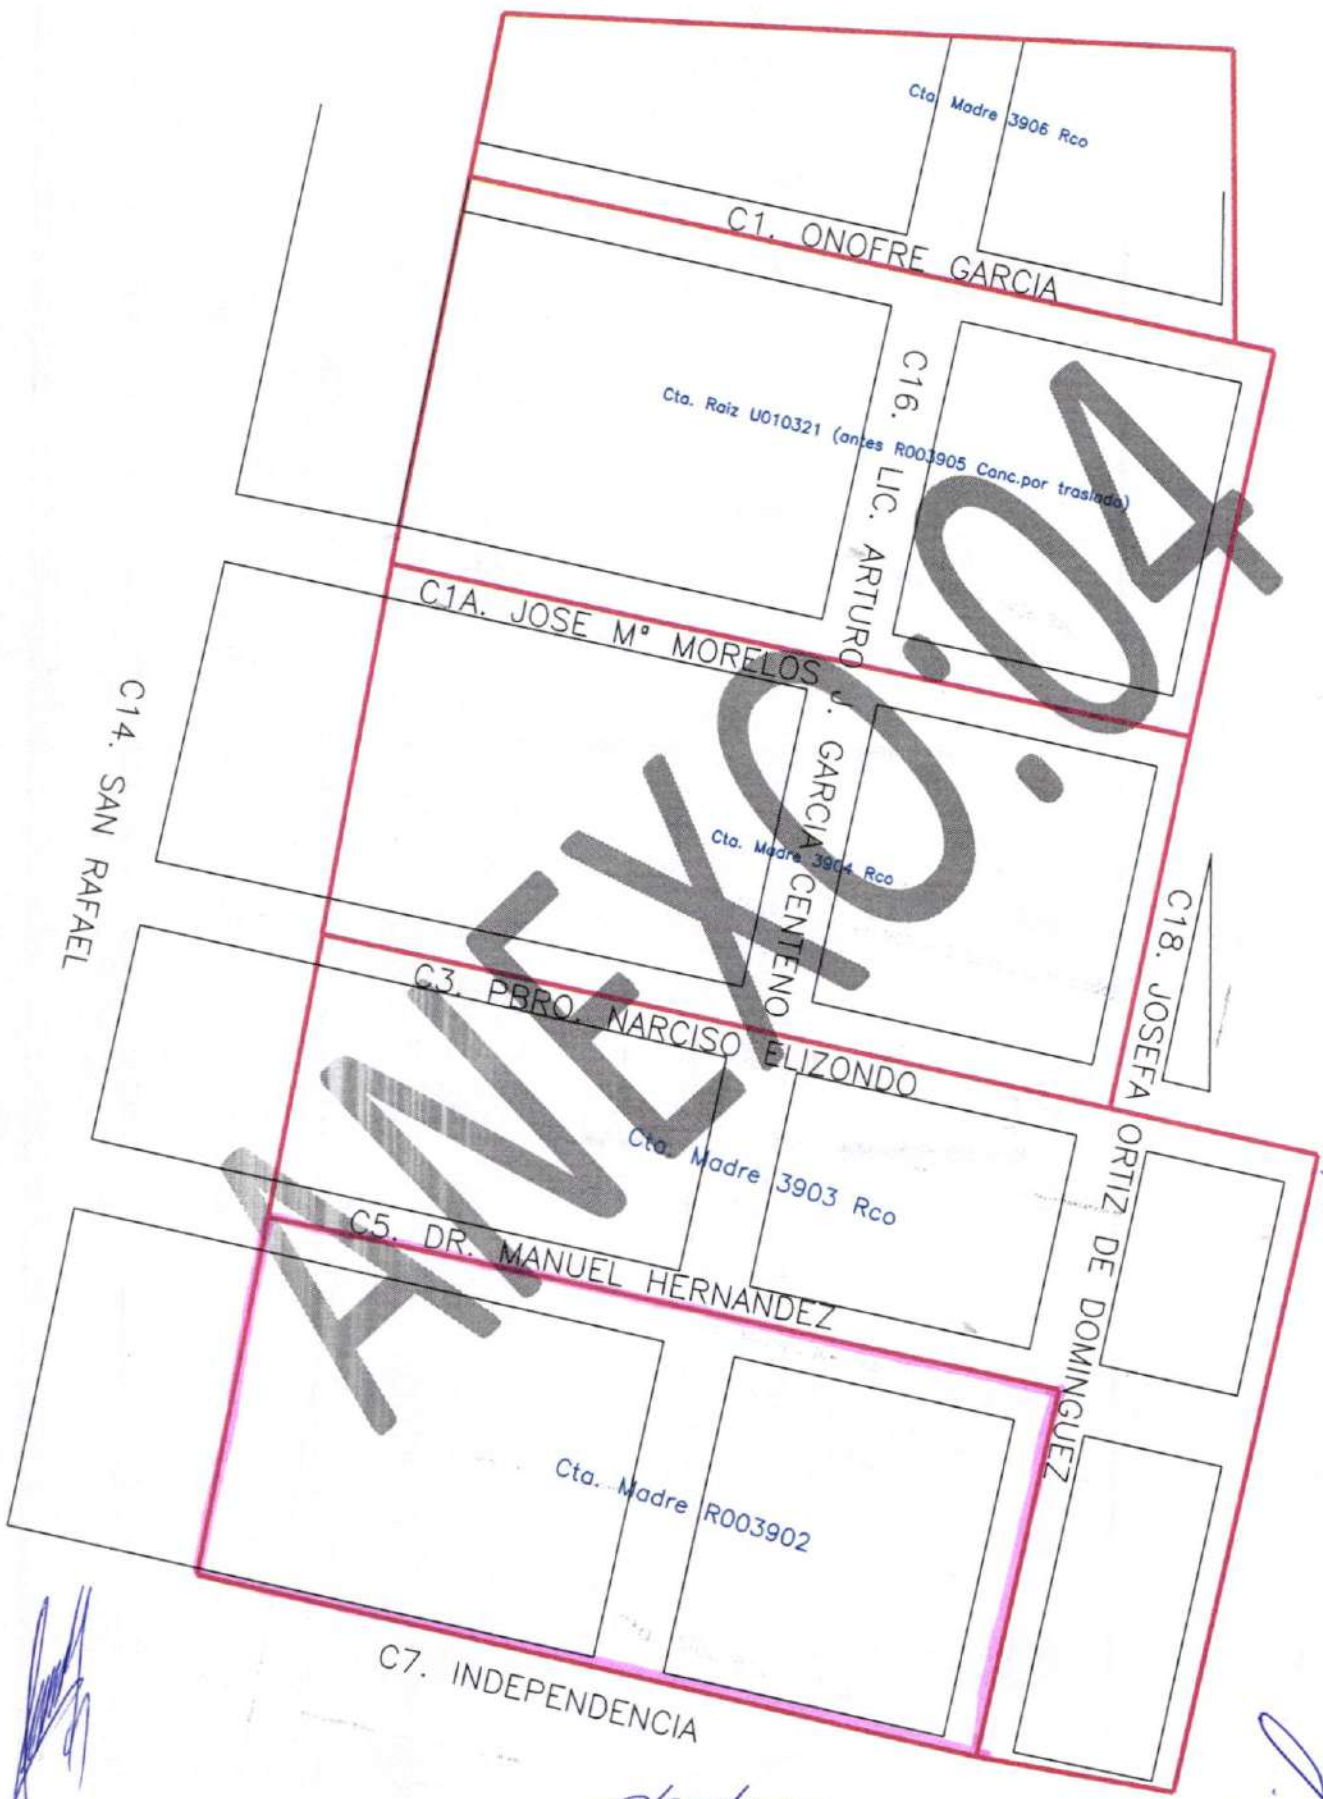 Cta. Madre 3906 Rco
C1. ONOFRE GARCIA
Cta. Raiz U010321 (antes R003905 Canc.por traslado)
C16. LIC. ARTURO J. GARCIA CENTENO
C1A. JOSE Mª MORELOS
C14. SAN RAFAEL
Cta. Madre 3904 Rco
C18. JOSEFA ORTIZ DE DOMINGUEZ
C3. PBRO. NARCISO ELIZONDO
Cta. Madre 3903 Rco
C5. DR. MANUEL HERNANDEZ
Cta. Madre R003902
C7. INDEPENDENCIA
ANEXO:04